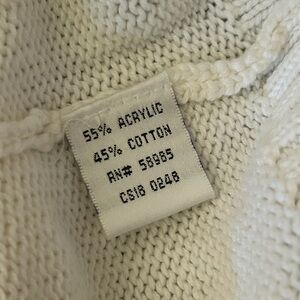 55% ACRYLIC
45% COTTON
RN# 58985
CS18 0248